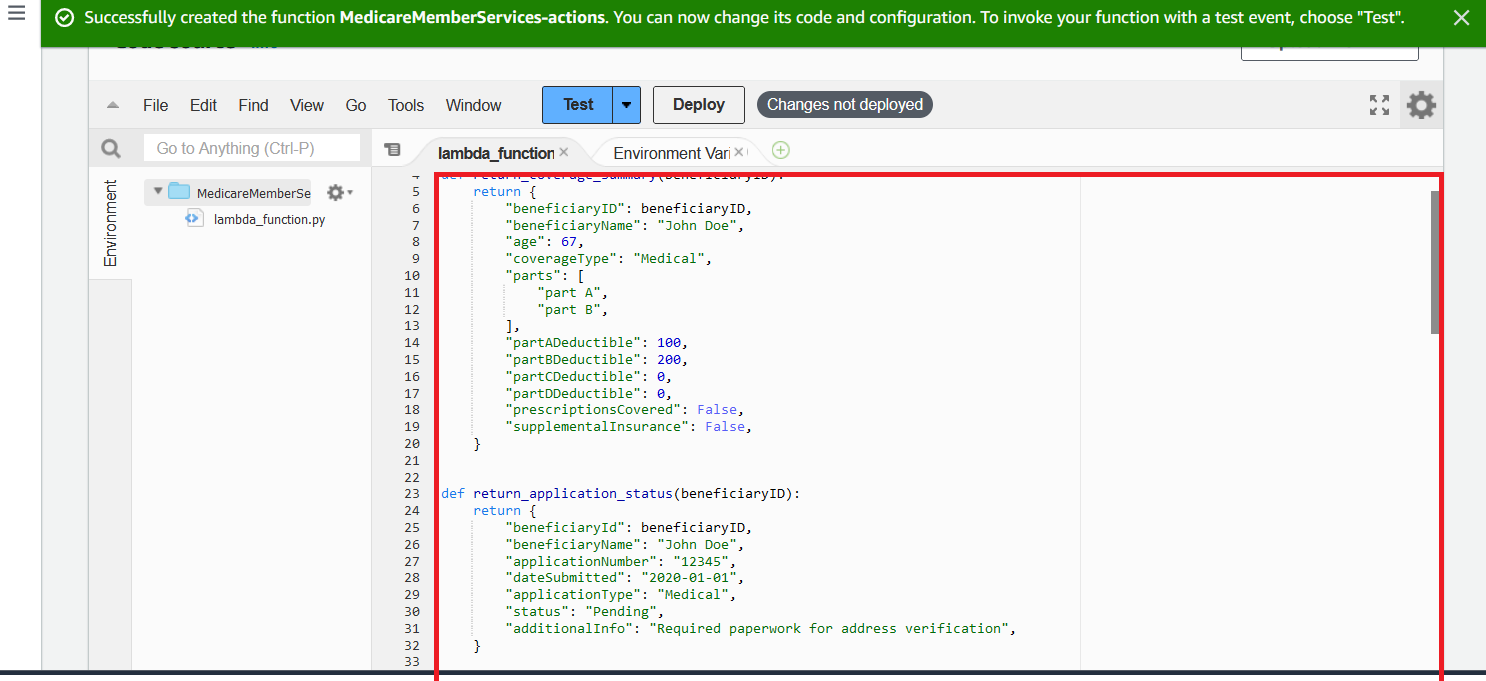 Successfully created the function MedicareMemberServices-actions. You can now change its code and configuration. To invoke your function with a test event, choose "Test".
File Edit Find View Go Tools Window Test Deploy Changes not deployed
Go to Anything (Ctrl-P)
lambda_function
Environment Vari
Environment
MedicareMemberSe
lambda_function.py
4 def return_coverage_summary(beneficiaryID):
5 return {
6 "beneficiaryID": beneficiaryID,
7 "beneficiaryName": "John Doe",
8 "age": 67,
9 "coverageType": "Medical",
10 "parts": [
11 "part A",
12 "part B",
13 ],
14 "partADeductible": 100,
15 "partBDeductible": 200,
16 "partCDeductible": 0,
17 "partDDeductible": 0,
18 "prescriptionsCovered": False,
19 "supplementalInsurance": False,
20 }
21
22
23 def return_application_status(beneficiaryID):
24 return {
25 "beneficiaryId": beneficiaryID,
26 "beneficiaryName": "John Doe",
27 "applicationNumber": "12345",
28 "dateSubmitted": "2020-01-01",
29 "applicationType": "Medical",
30 "status": "Pending",
31 "additionalInfo": "Required paperwork for address verification",
32 }
33